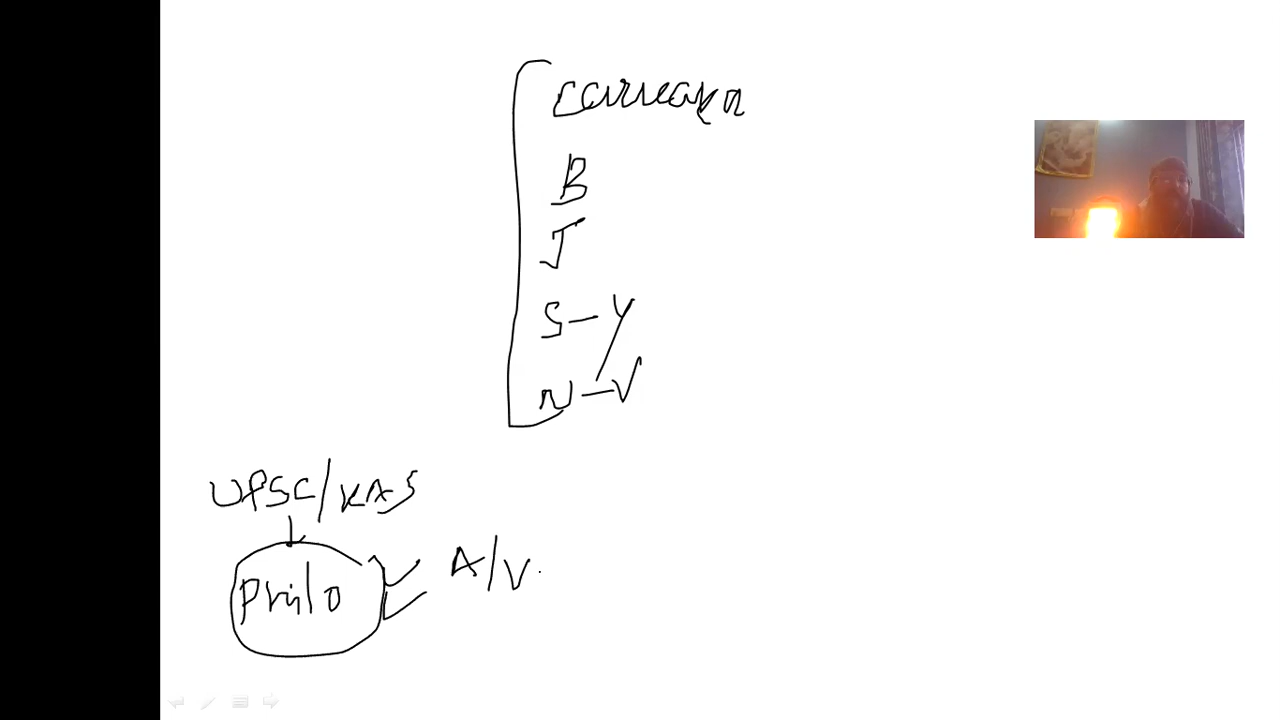 B
J
S – Y
N – V
UPSC/KAS
Philo
A/V